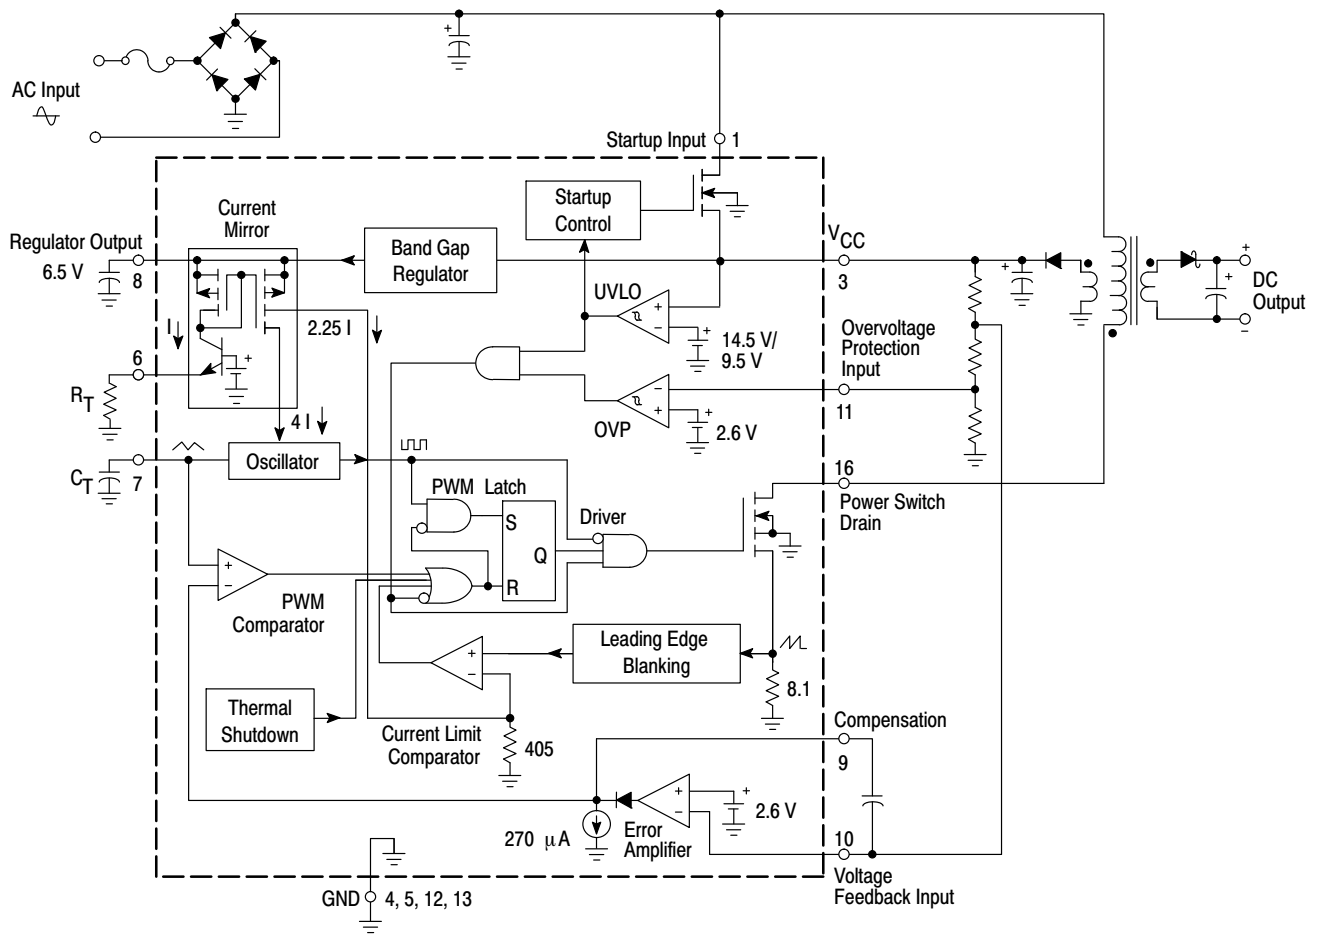 AC Input
Startup Input
1
Current
Mirror
Startup
Control
Regulator Output
6.5 V
8
Band Gap
Regulator
VCC
3
DC
Output
+
-
UVLO
14.5 V/
9.5 V
2.25 I
I
6
RT
Overvoltage
Protection
Input
11
OVP
2.6 V
4 I
Oscillator
CT
7
PWM Latch
S
Q
R
Driver
16
Power Switch
Drain
PWM
Comparator
Leading Edge
Blanking
8.1
Thermal
Shutdown
Current Limit
Comparator
405
Compensation
9
270 µA
Error
Amplifier
2.6 V
10
Voltage
Feedback Input
GND
4, 5, 12, 13